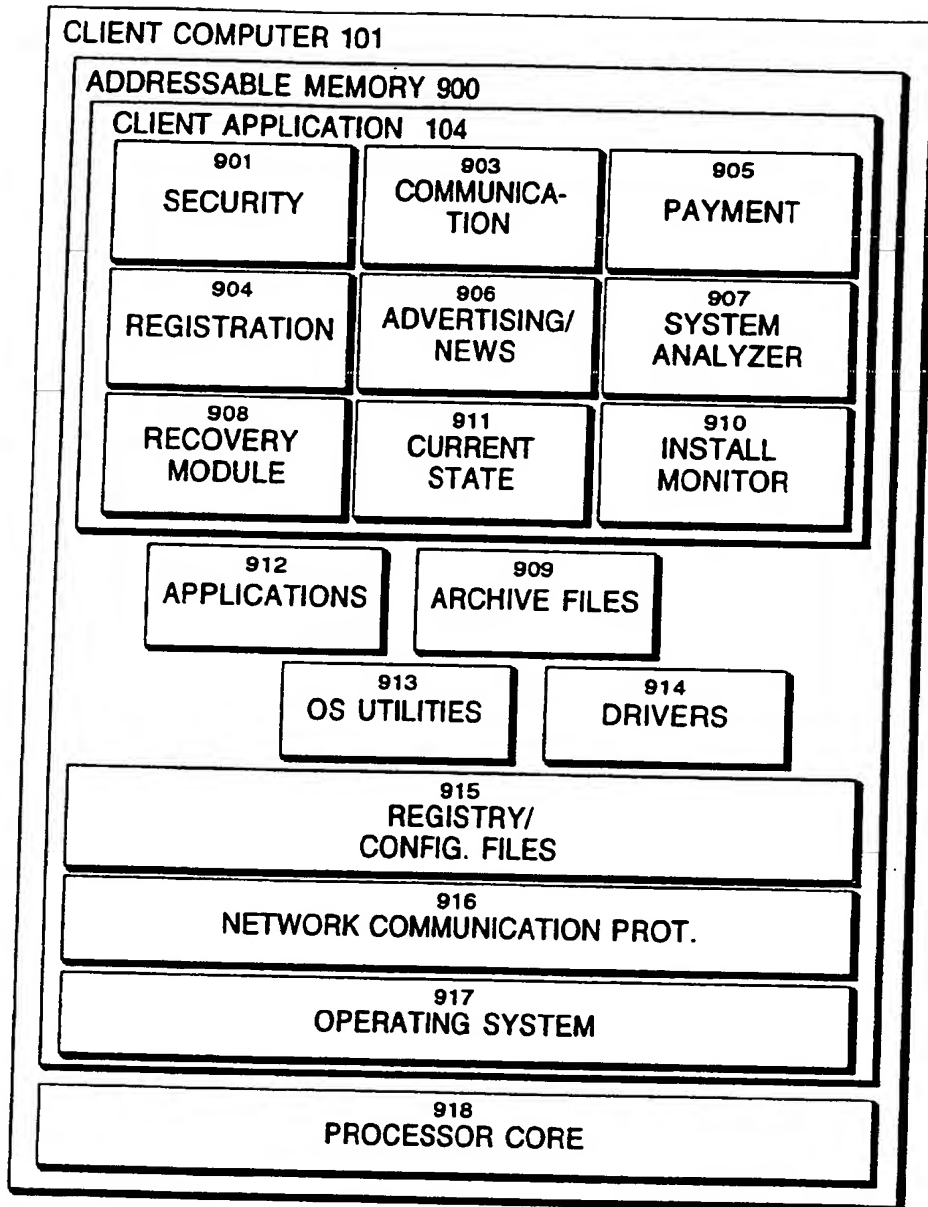 CLIENT COMPUTER 101
ADDRESSABLE MEMORY 900
CLIENT APPLICATION 104
901
SECURITY
903
COMMUNICA-
TION
905
PAYMENT
904
REGISTRATION
906
ADVERTISING/
NEWS
907
SYSTEM
ANALYZER
908
RECOVERY
MODULE
911
CURRENT
STATE
910
INSTALL
MONITOR
912
APPLICATIONS
909
ARCHIVE FILES
913
OS UTILITIES
914
DRIVERS
915
REGISTRY/
CONFIG. FILES
916
NETWORK COMMUNICATION PROT.
917
OPERATING SYSTEM
918
PROCESSOR CORE